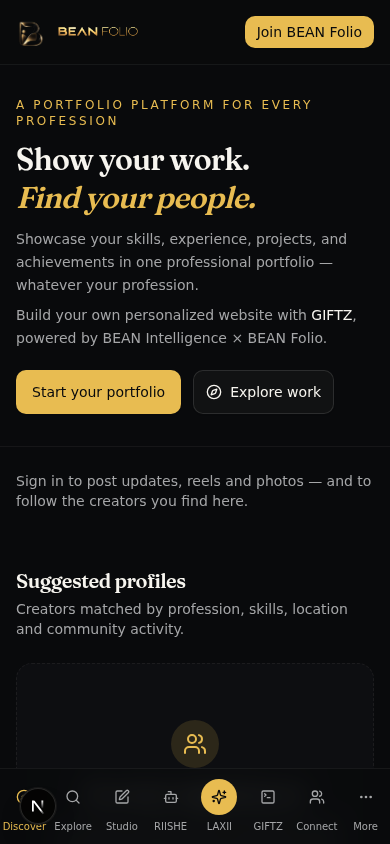 BEAN FOLIO
Join BEAN Folio
A PORTFOLIO PLATFORM FOR EVERY
PROFESSION
Show your work.
Find your people.
Showcase your skills, experience, projects, and
achievements in one professional portfolio —
whatever your profession.
Build your own personalized website with GIFTZ,
powered by BEAN Intelligence × BEAN Folio.
Start your portfolio
Explore work
Sign in to post updates, reels and photos — and to
follow the creators you find here.
Suggested profiles
Creators matched by profession, skills, location
and community activity.
N
Discover Explore Studio RIISHE LAXII GIFTZ Connect More